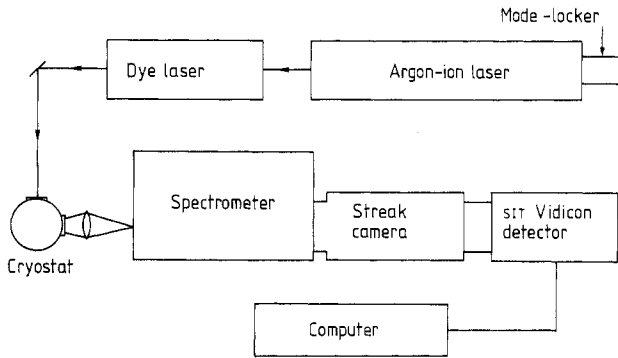 Mode-locker
Dye laser
Argon-ion laser
Spectrometer
Streak
camera
SIT Vidicon
detector
Cryostat
Computer